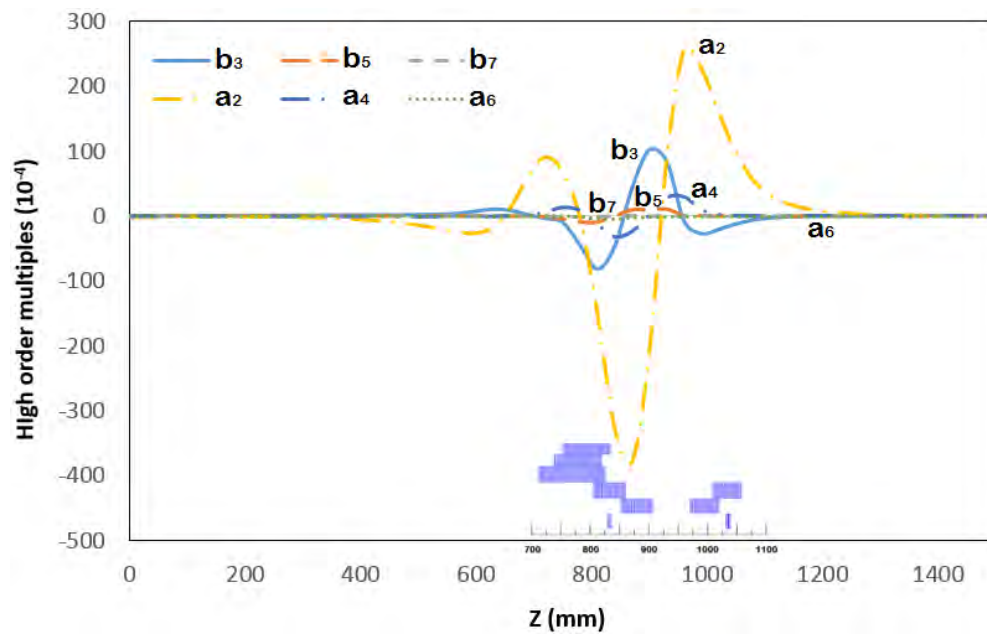 300
200
100
0
-100
-200
-300
-400
-500
HIgh order multiples (10⁻⁴)
b₃ b₅ b₇
a₂ a₄ a₆
a₂
b₃
a₄
b₇ b₅
a₆
700 800 900 1000 1100
0 200 400 600 800 1000 1200 1400
Z (mm)